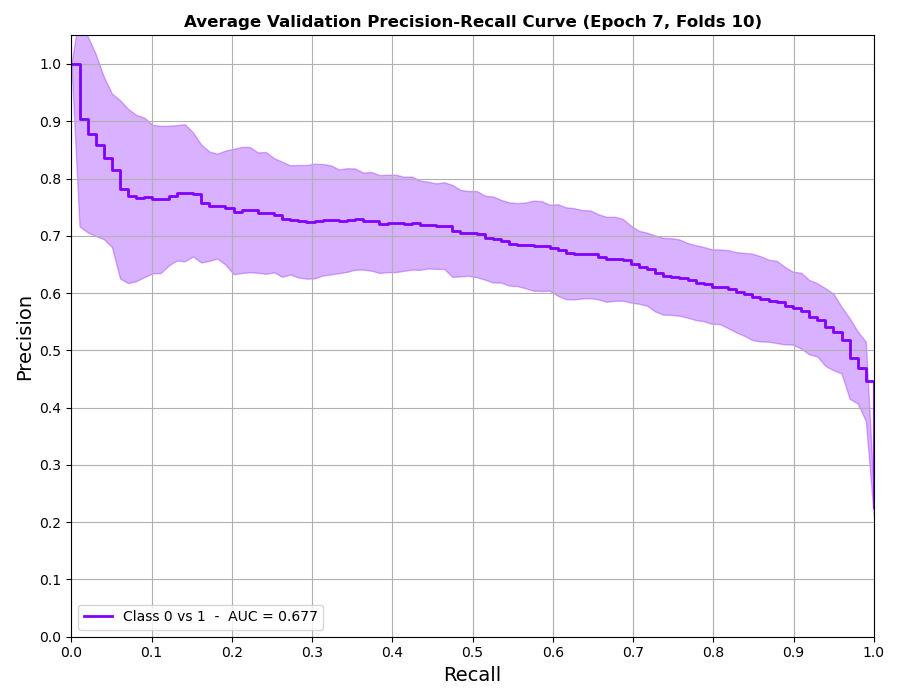 Average Validation Precision-Recall Curve (Epoch 7, Folds 10)
Precision
1.0
0.9
0.8
0.7
0.6
0.5
0.4
0.3
0.2
0.1
0.0
Class 0 vs 1 - AUC = 0.677
0.0 0.1 0.2 0.3 0.4 0.5 0.6 0.7 0.8 0.9 1.0
Recall